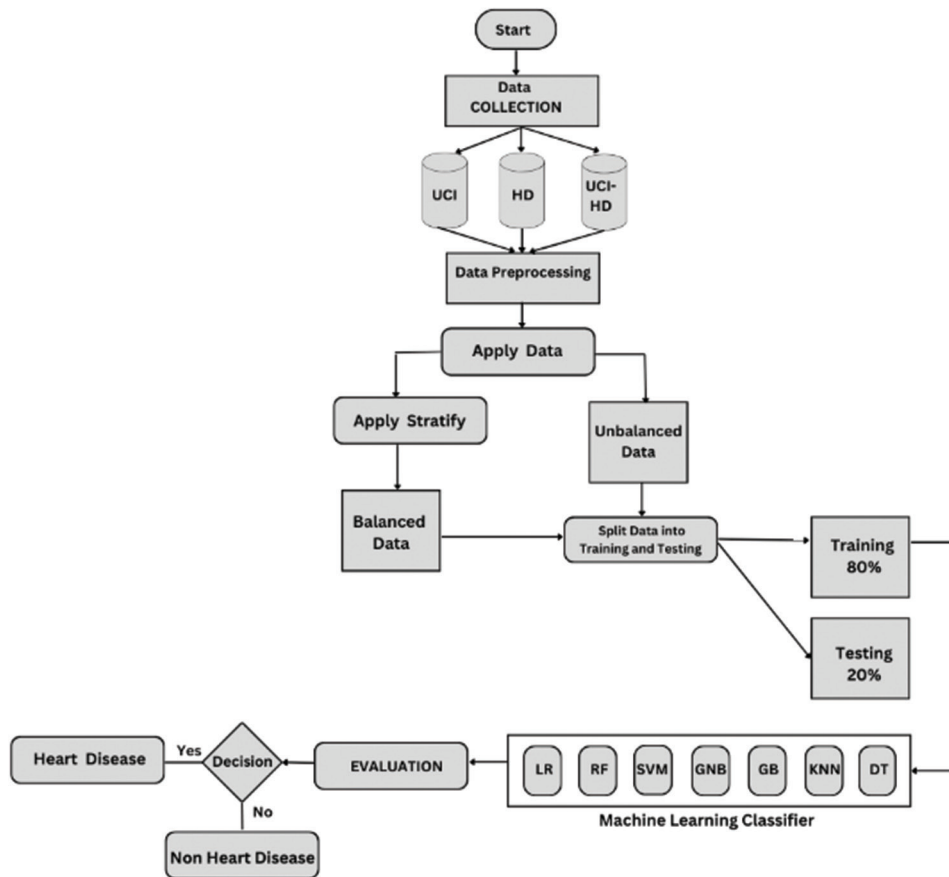 Start
Data
COLLECTION
UCI
HD
UCI-
HD
Data Preprocessing
Apply Data
Apply Stratify
Unbalanced
Data
Balanced
Data
Split Data into
Training and Testing
Training
80%
Testing
20%
Heart Disease
Yes
Decision
No
Non Heart Disease
EVALUATION
LR
RF
SVM
GNB
GB
KNN
DT
Machine Learning Classifier